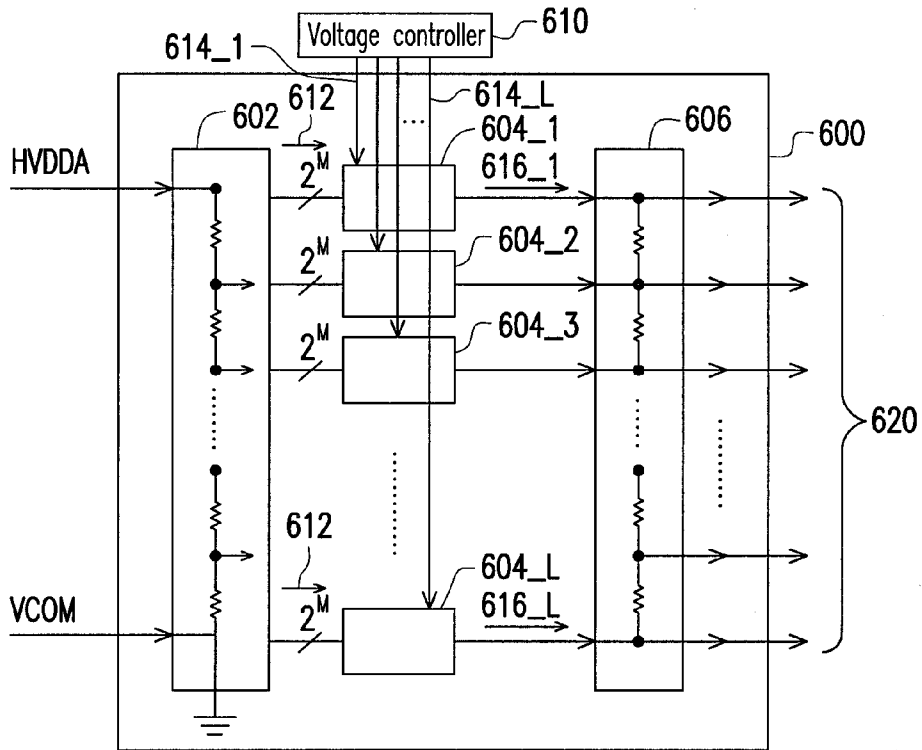 Voltage controller
610
614_1
612
602
614_L
604_1
606
616_1
600
HVDDA
2^M
604_2
2^M
604_3
2^M
620
612
604_L
616_L
VCOM
2^M